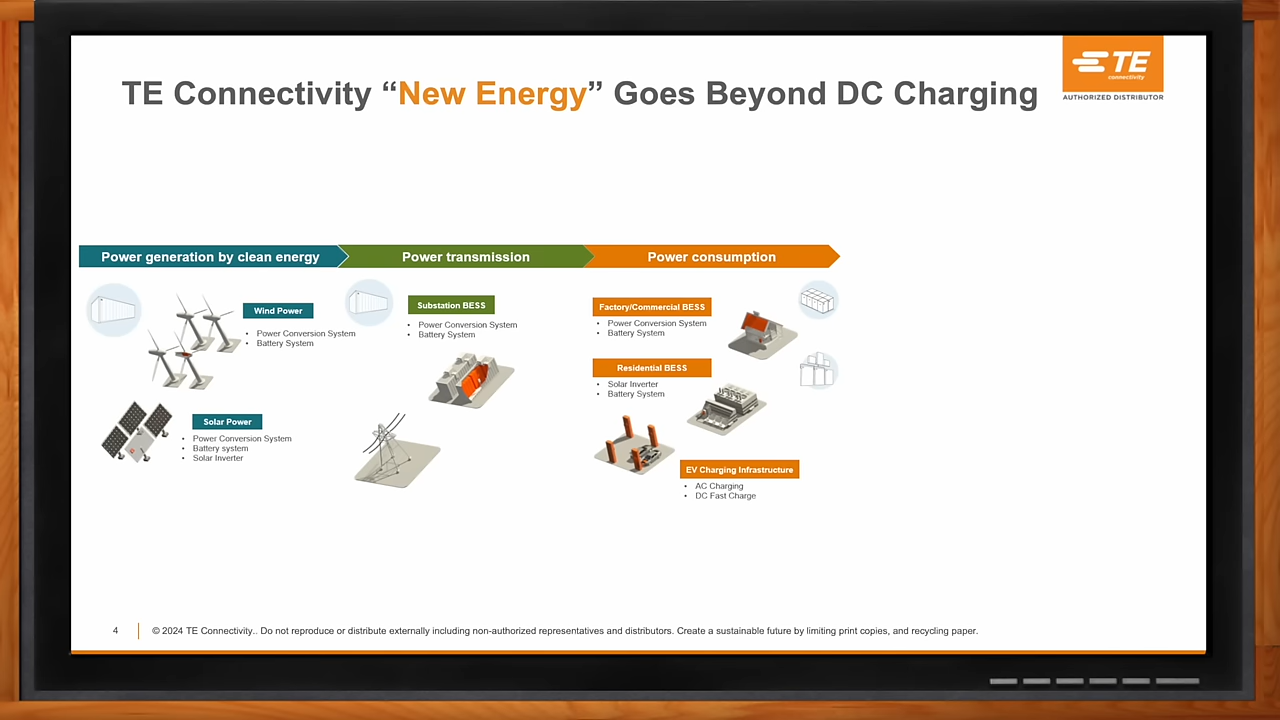 TE Connectivity “New Energy” Goes Beyond DC Charging
TE
connectivity
AUTHORIZED DISTRIBUTOR
Power generation by clean energy
Power transmission
Power consumption
Wind Power
• Power Conversion System
• Battery System
Solar Power
• Power Conversion System
• Battery system
• Solar Inverter
Substation BESS
• Power Conversion System
• Battery System
Factory/Commercial BESS
• Power Conversion System
• Battery System
Residential BESS
• Solar Inverter
• Battery System
EV Charging Infrastructure
• AC Charging
• DC Fast Charge
4
© 2024 TE Connectivity.. Do not reproduce or distribute externally including non-authorized representatives and distributors. Create a sustainable future by limiting print copies, and recycling paper.